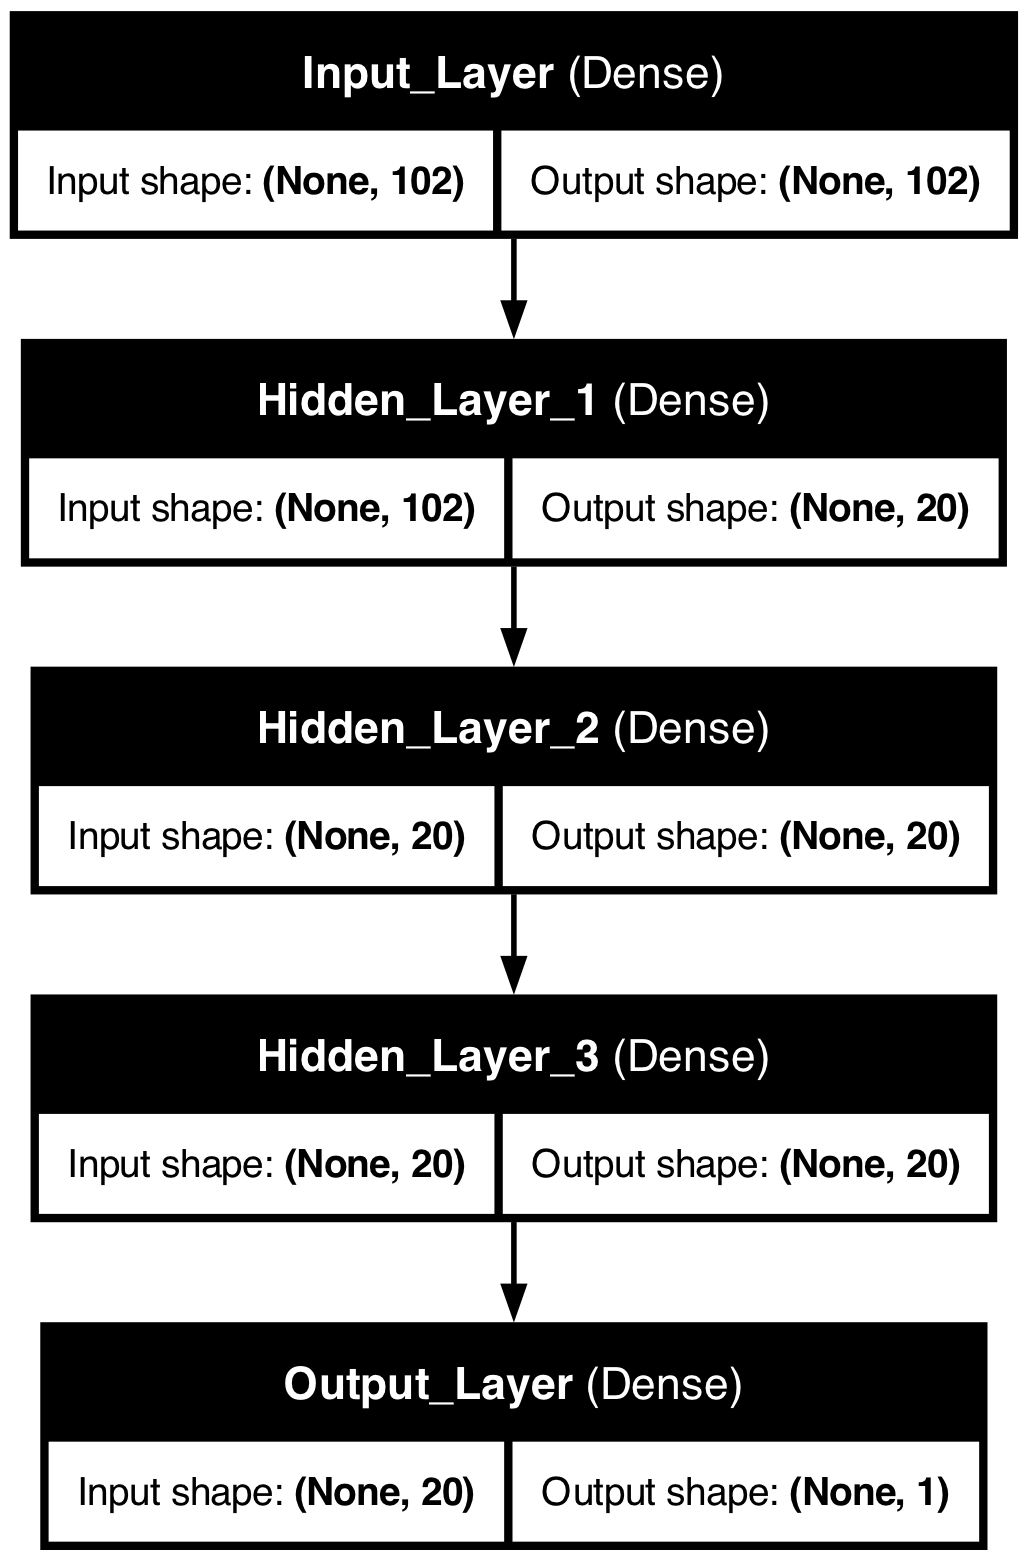 Input_Layer (Dense)
Input shape: (None, 102) Output shape: (None, 102)
Hidden_Layer_1 (Dense)
Input shape: (None, 102) Output shape: (None, 20)
Hidden_Layer_2 (Dense)
Input shape: (None, 20) Output shape: (None, 20)
Hidden_Layer_3 (Dense)
Input shape: (None, 20) Output shape: (None, 20)
Output_Layer (Dense)
Input shape: (None, 20) Output shape: (None, 1)